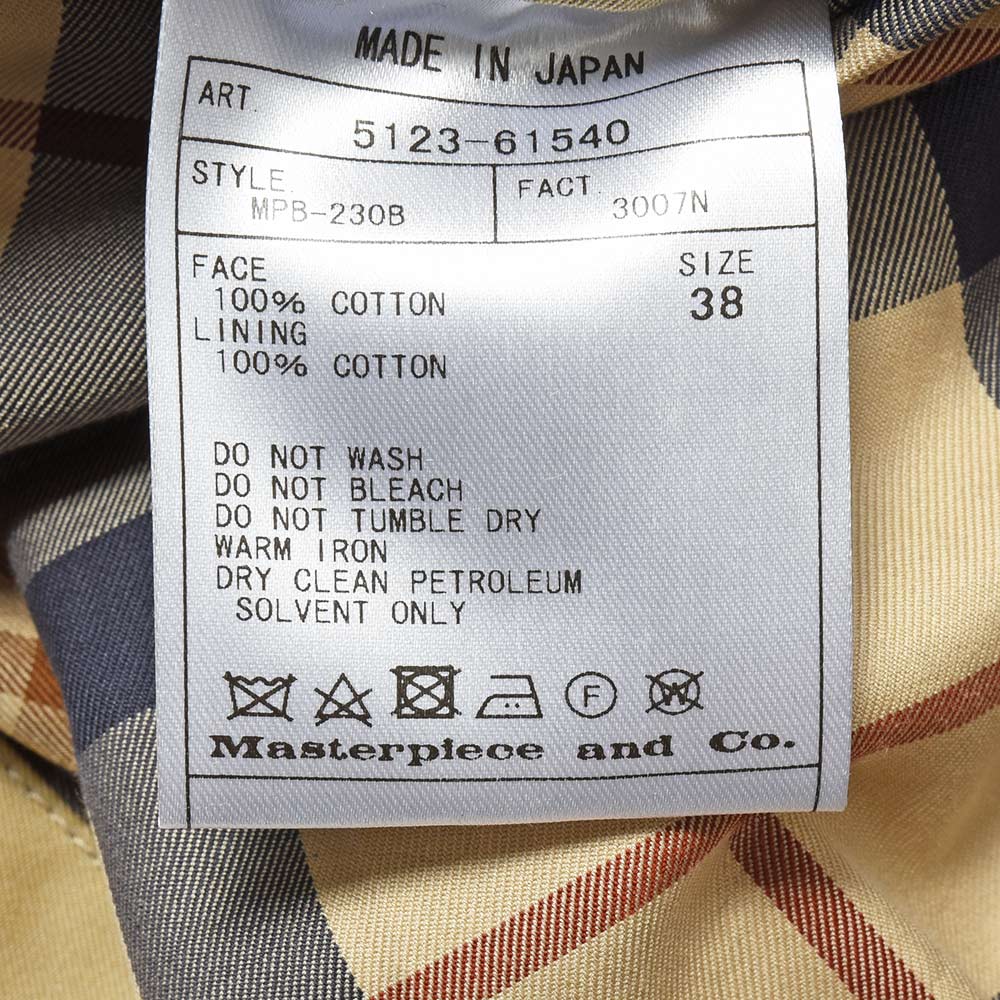 MADE IN JAPAN
ART.
5123-61540
STYLE.
MPB-230B
FACT.
3007N
FACE
100% COTTON
LINING
100% COTTON
SIZE
38
DO NOT WASH
DO NOT BLEACH
DO NOT TUMBLE DRY
WARM IRON
DRY CLEAN PETROLEUM
SOLVENT ONLY
F W
Masterpiece and Co.